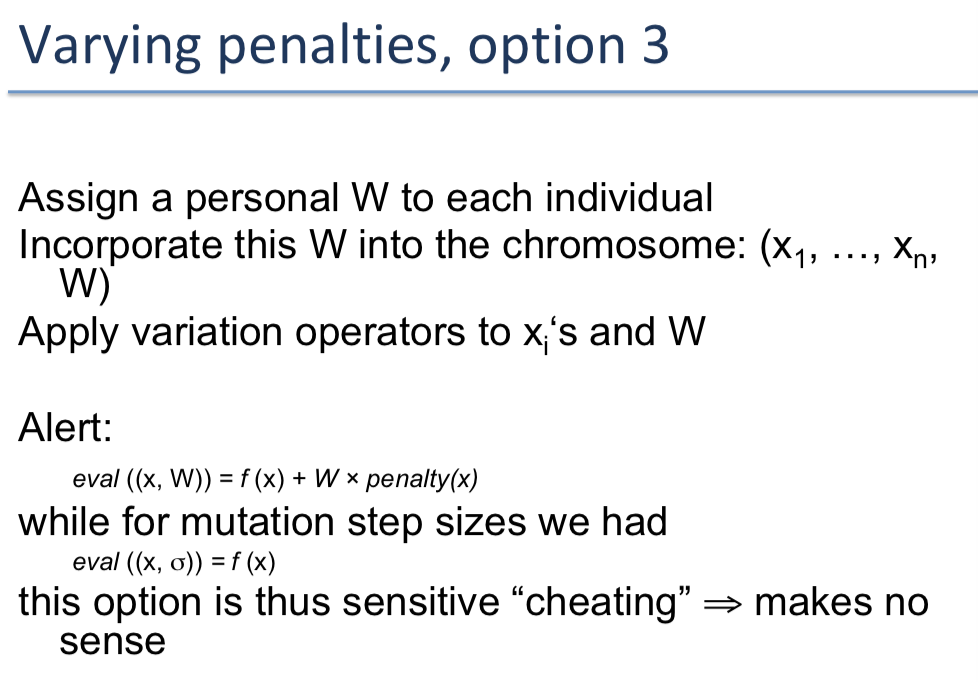 Varying penalties, option 3
Assign a personal W to each individual
Incorporate this W into the chromosome: (x₁, …, xₙ,
W)
Apply variation operators to xᵢ‘s and W
Alert:
eval ((x, W)) = f (x) + W × penalty(x)
while for mutation step sizes we had
eval ((x, σ)) = f (x)
this option is thus sensitive “cheating” ⇒ makes no
sense